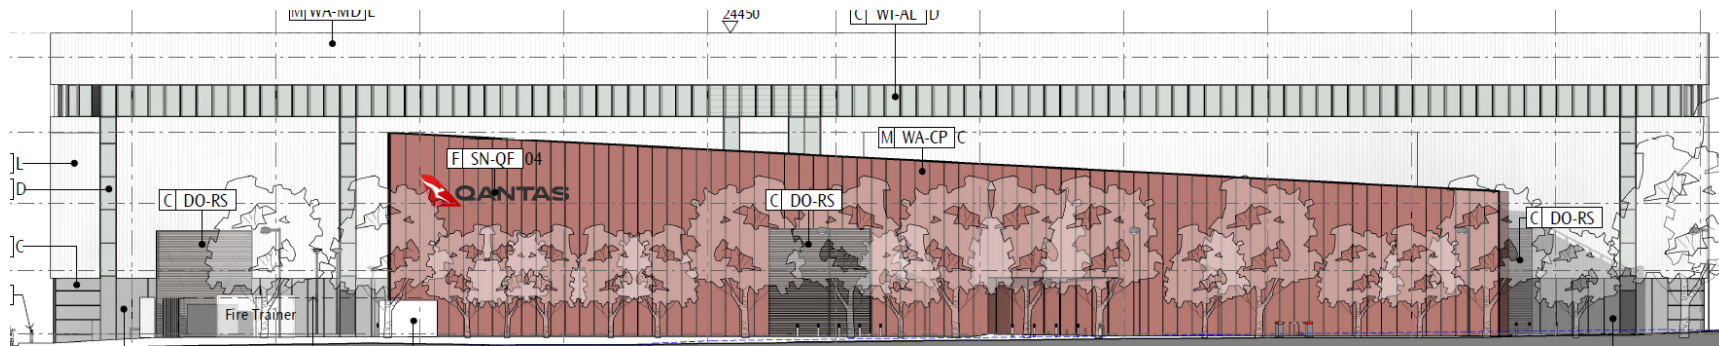 M WA-MD L
24450
C WI-AL D
M WA-CP C
F SN-QF 04
L
D
QANTAS
C DO-RS
C DO-RS
C DO-RS
C
Fire Trainer